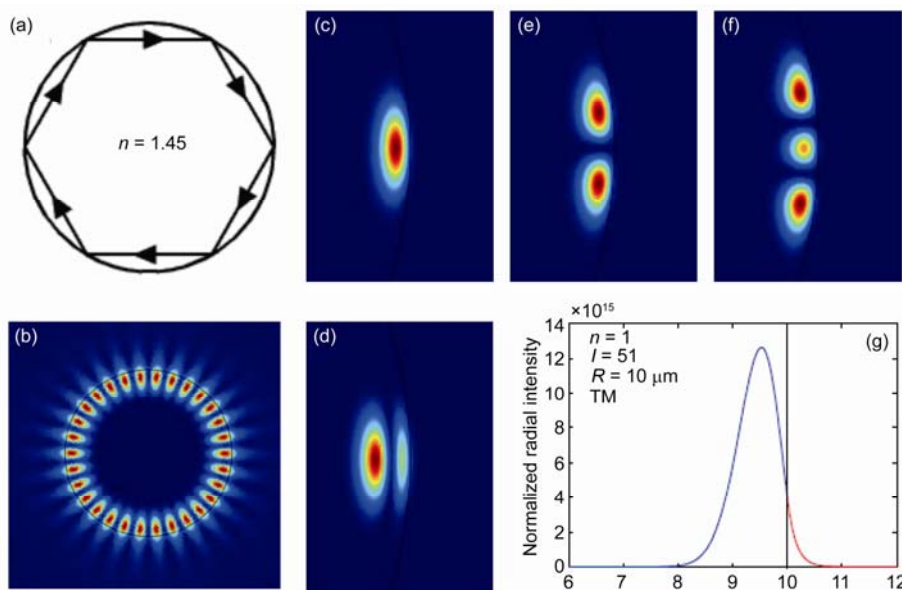 (a)
n = 1.45
(b)
(c)
(d)
(e)
(f)
(g)
×10¹⁵
n = 1
l = 51
R = 10 μm
TM
Normalized radial intensity
14
12
10
8
6
4
2
0
6 7 8 9 10 11 12